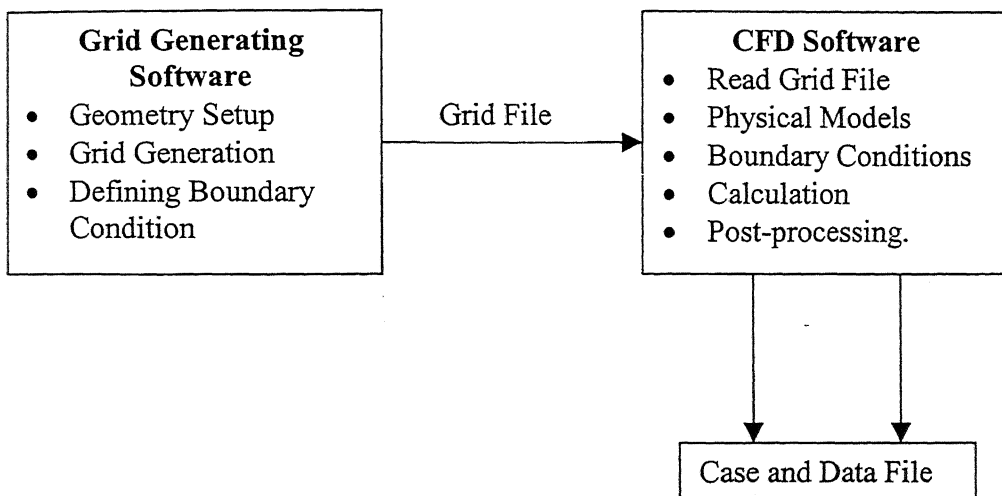 Grid Generating
Software
• Geometry Setup
• Grid Generation
• Defining Boundary
Condition
Grid File
CFD Software
• Read Grid File
• Physical Models
• Boundary Conditions
• Calculation
• Post-processing.
Case and Data File